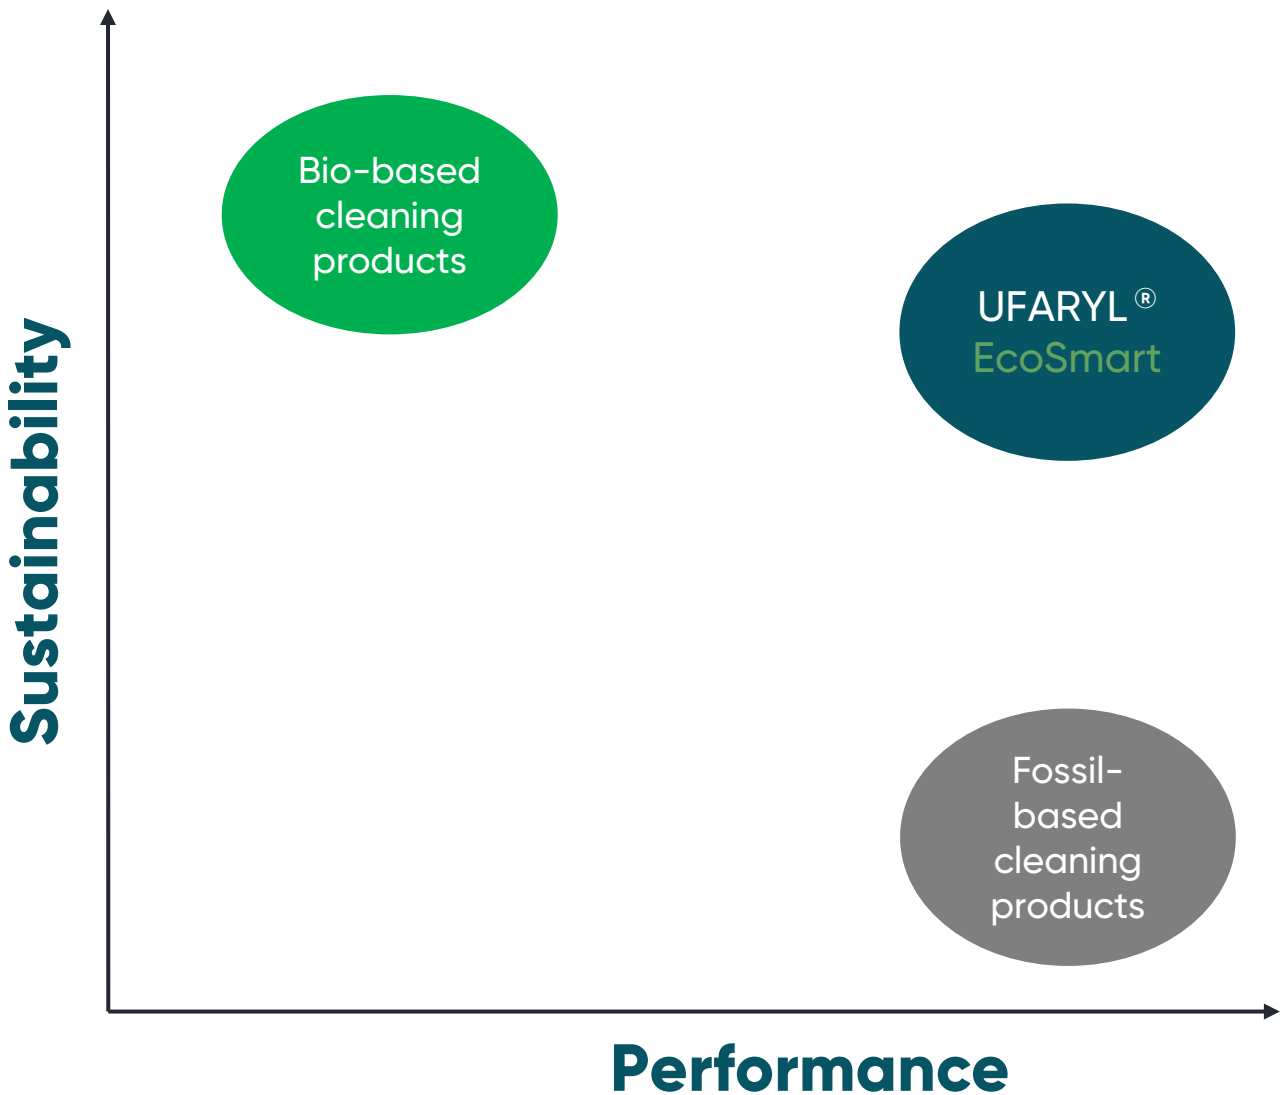 Bio-based
cleaning
products
UFARYL ®
EcoSmart
Sustainability
Fossil-
based
cleaning
products
Performance